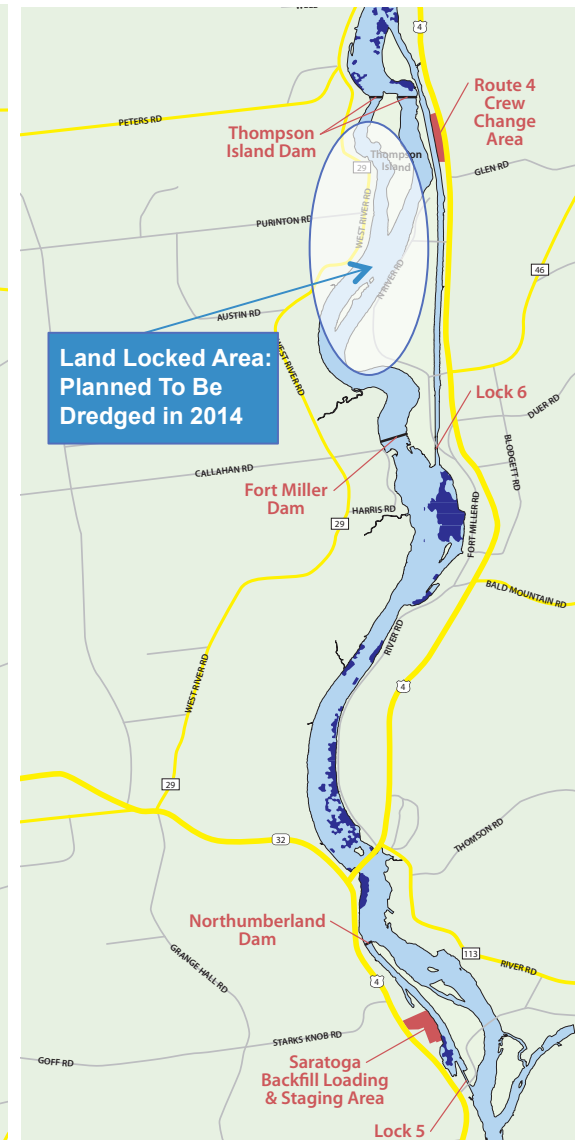 4
Route 4
Crew
Change
Area
PETERS RD
Thompson
Island Dam
Thompson
Island
29
GLEN RD
WEST RIVER RD
PURINTON RD
N RIVER RD
46
AUSTIN RD
Land Locked Area:
Planned To Be
Dredged in 2014
WEST RIVER RD
Lock 6
DUER RD
BLODGETT RD
CALLAHAN RD
Fort Miller
Dam
HARRIS RD
29
FORT MILLER RD
BALD MOUNTAIN RD
RIVER RD
WEST RIVER RD
4
29
THOMSON RD
32
Northumberland
Dam
113
RIVER RD
GRANGE HALL RD
4
STARKS KNOB RD
GOFF RD
Saratoga
Backfill Loading
& Staging Area
Lock 5